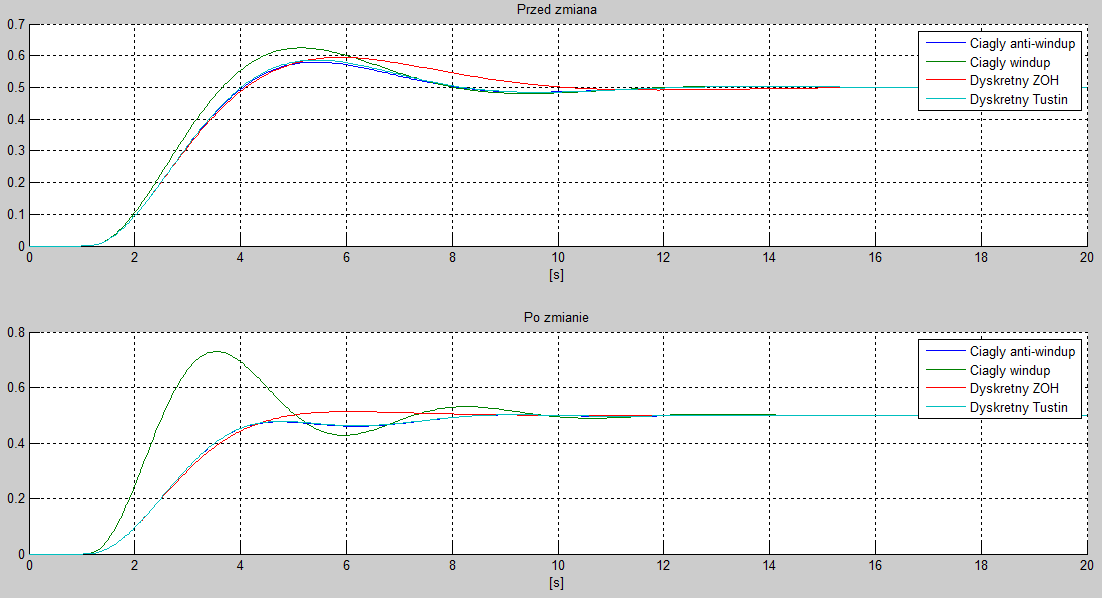 Przed zmiana
0.7
0.6
0.5
0.4
0.3
0.2
0.1
0
Ciagly anti-windup
Ciagly windup
Dyskretny ZOH
Dyskretny Tustin
0 2 4 6 8 10 12 14 16 18 20
[s]
Po zmianie
0.8
0.6
0.4
0.2
0
Ciagly anti-windup
Ciagly windup
Dyskretny ZOH
Dyskretny Tustin
0 2 4 6 8 10 12 14 16 18 20
[s]